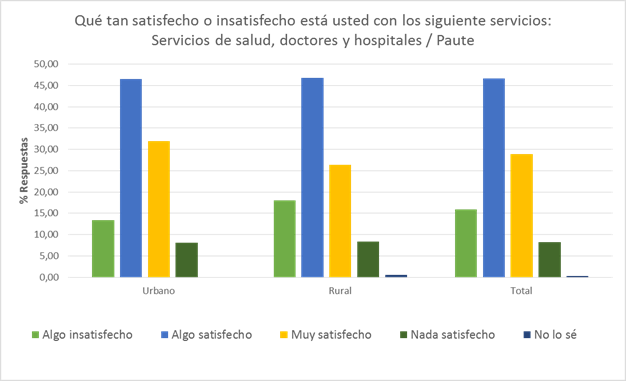 Qué tan satisfecho o insatisfecho está usted con los siguiente servicios:
Servicios de salud, doctores y hospitales / Paute
% Respuestas
50,00
45,00
40,00
35,00
30,00
25,00
20,00
15,00
10,00
5,00
0,00
Urbano Rural Total
Algo insatisfecho Algo satisfecho Muy satisfecho Nada satisfecho No lo sé